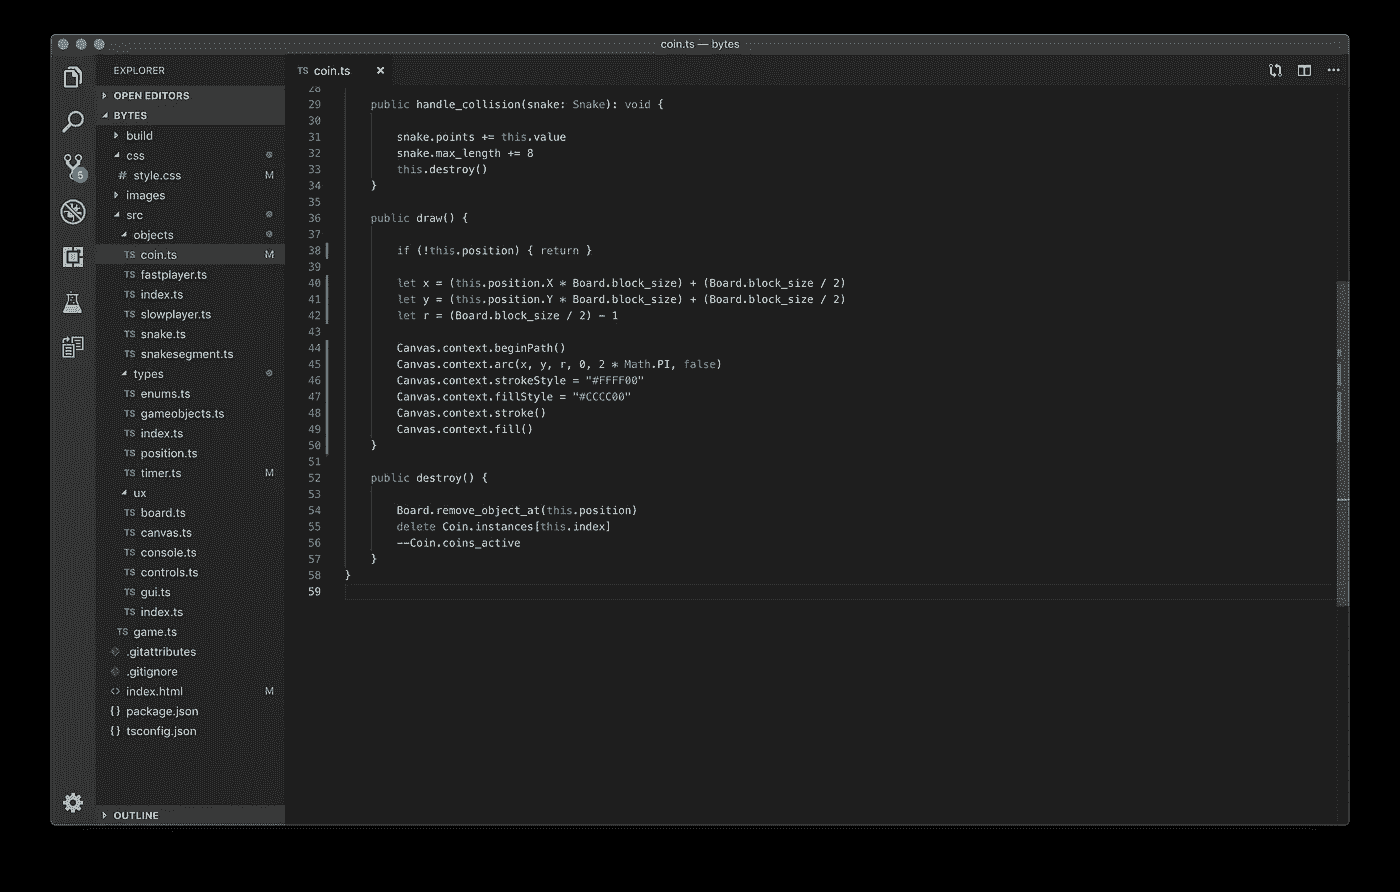 coin.ts — bytes
EXPLORER
OPEN EDITORS
BYTES
build
css
# style.css M
images
src
objects
TS coin.ts M
TS fastplayer.ts
TS index.ts
TS slowplayer.ts
TS snake.ts
TS snakesegment.ts
types
TS enums.ts
TS gameobjects.ts
TS index.ts
TS position.ts
TS timer.ts M
ux
TS board.ts
TS canvas.ts
TS console.ts
TS controls.ts
TS gui.ts
TS index.ts
TS game.ts
.gitattributes
.gitignore
<> index.html M
{} package.json
{} tsconfig.json
OUTLINE
5
TS coin.ts ×
28
29 public handle_collision(snake: Snake): void {
30
31 snake.points += this.value
32 snake.max_length += 8
33 this.destroy()
34 }
35
36 public draw() {
37
38 if (!this.position) { return }
39
40 let x = (this.position.X * Board.block_size) + (Board.block_size / 2)
41 let y = (this.position.Y * Board.block_size) + (Board.block_size / 2)
42 let r = (Board.block_size / 2) - 1
43
44 Canvas.context.beginPath()
45 Canvas.context.arc(x, y, r, 0, 2 * Math.PI, false)
46 Canvas.context.strokeStyle = "#FFFF00"
47 Canvas.context.fillStyle = "#CCCC00"
48 Canvas.context.stroke()
49 Canvas.context.fill()
50 }
51
52 public destroy() {
53
54 Board.remove_object_at(this.position)
55 delete Coin.instances[this.index]
56 --Coin.coins_active
57 }
58 }
59